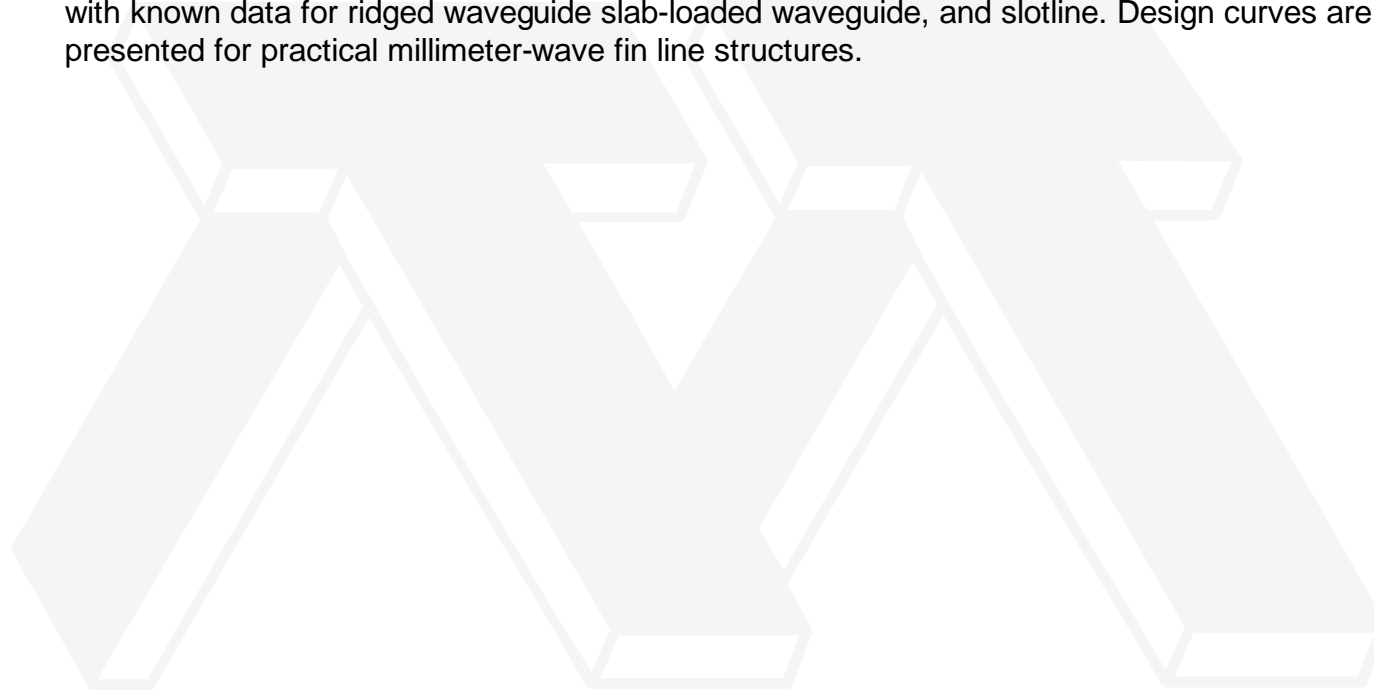 with known data for ridged waveguide slab-loaded waveguide, and slotline. Design curves are
presented for practical millimeter-wave fin line structures.